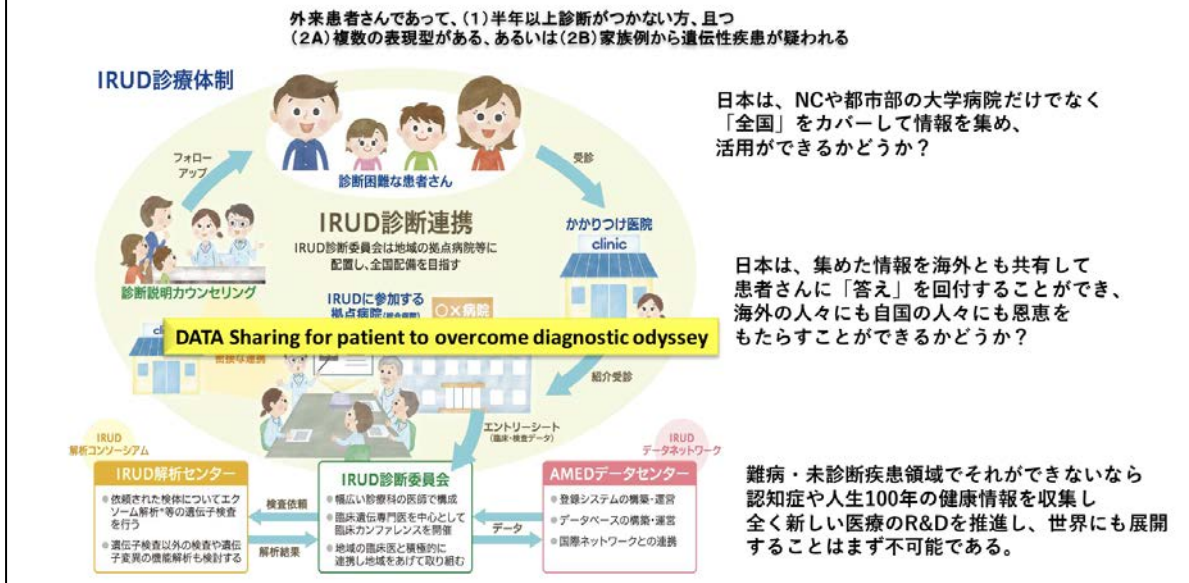 外来患者さんであって、(1)半年以上診断がつかない方、且つ
(2A)複数の表現型がある、あるいは(2B)家族例から遺伝性疾患が疑われる
IRUD診療体制
フォロー
アップ
診断困難な患者さん
受診
IRUD診断連携
IRUD診断委員会は地域の拠点病院等に
配置し、全国配備を目指す
かかりつけ医院
clinic
診断説明カウンセリング
IRUDに参加する
拠点病院(総合病院)
〇×病院
DATA Sharing for patient to overcome diagnostic odyssey
密接な連携
紹介受診
エントリーシート
(臨床・検査データ)
IRUD
解析コンソーシアム
IRUD解析センター
●依頼された検体についてエク
ソーム解析*等の遺伝子検査
を行う
●遺伝子検査以外の検査や遺伝
子変異の機能解析も検討する
検査依頼
解析結果
IRUD診断委員会
●幅広い診療科の医師で構成
●臨床遺伝専門医を中心として
臨床カンファレンスを開催
●地域の臨床医と積極的に
連携し地域をあげて取り組む
データ
IRUD
データネットワーク
AMEDデータセンター
●登録システムの構築・運営
●データベースの構築・運営
●国際ネットワークとの連携
日本は、NCや都市部の大学病院だけでなく
「全国」をカバーして情報を集め、
活用ができるかどうか？
日本は、集めた情報を海外とも共有して
患者さんに「答え」を回付することができ、
海外の人々にも自国の人々にも恩恵を
もたらすことができるかどうか？
難病・未診断疾患領域でそれができないなら
認知症や人生100年の健康情報を収集し
全く新しい医療のR&Dを推進し、世界にも展開
することはまず不可能である。